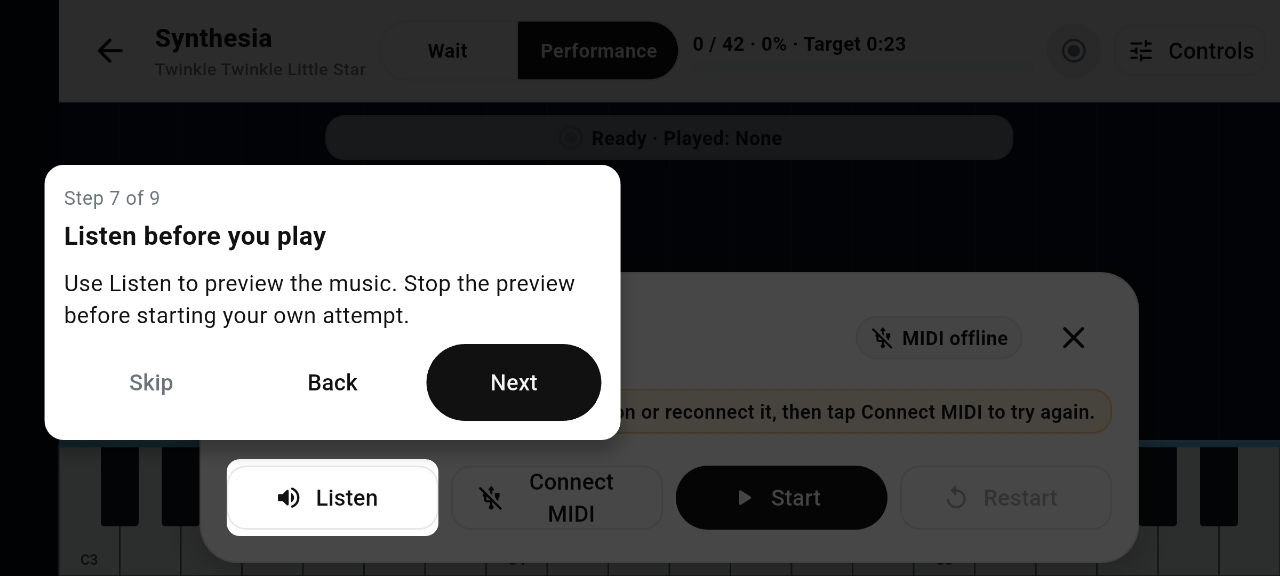 Synthesia
Twinkle Twinkle Little Star
Wait
Performance
0 / 42 · 0% · Target 0:23
Controls
Ready · Played: None
Step 7 of 9
Listen before you play
Use Listen to preview the music. Stop the preview
before starting your own attempt.
Skip
Back
Next
MIDI offline
on or reconnect it, then tap Connect MIDI to try again.
Listen
Connect
MIDI
Start
Restart
C3